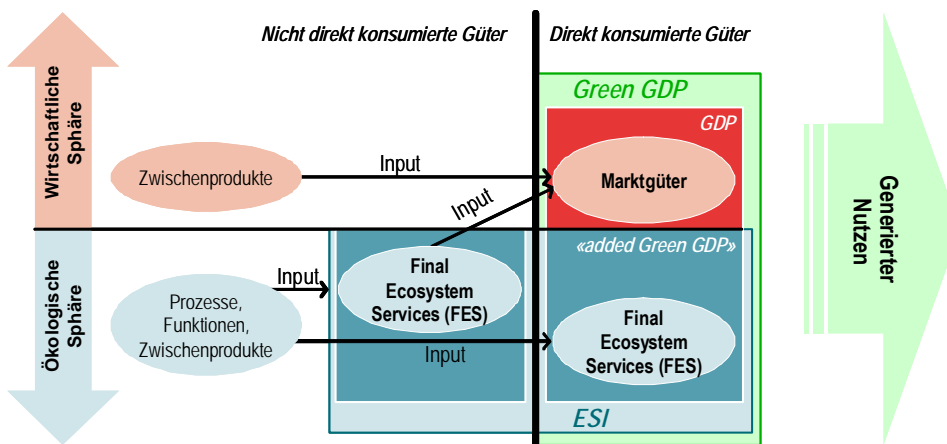 Nicht direkt konsumierte Güter
Direkt konsumierte Güter
Wirtschaftliche
Sphäre
Green GDP
GDP
Zwischenprodukte
Input
Marktgüter
Input
Generierter
Nutzen
Ökologische
Sphäre
«added Green GDP»
Input
Final
Ecosystem
Services (FES)
Prozesse,
Funktionen,
Zwischenprodukte
Input
Final
Ecosystem
Services (FES)
ESI